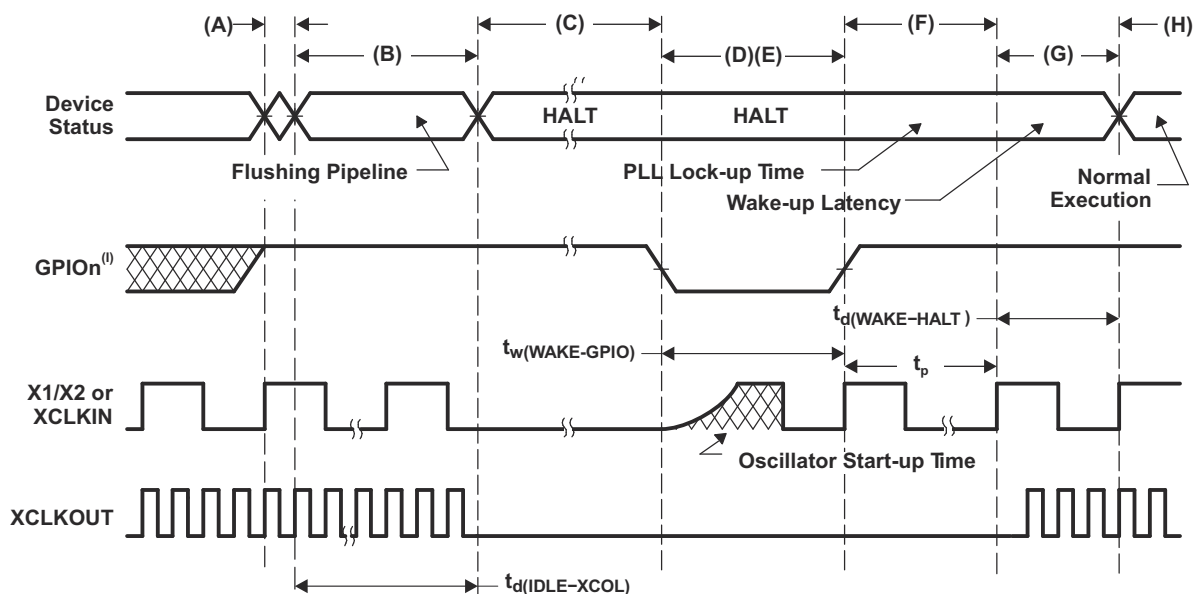 (A)
(B)
(C)
(D)(E)
(F)
(G)
(H)
Device
Status
HALT
HALT
Flushing Pipeline
PLL Lock-up Time
Wake-up Latency
Normal
Execution
GPIOn(I)
td(WAKE−HALT )
tw(WAKE-GPIO)
tp
X1/X2 or
XCLKIN
Oscillator Start-up Time
XCLKOUT
td(IDLE−XCOL)